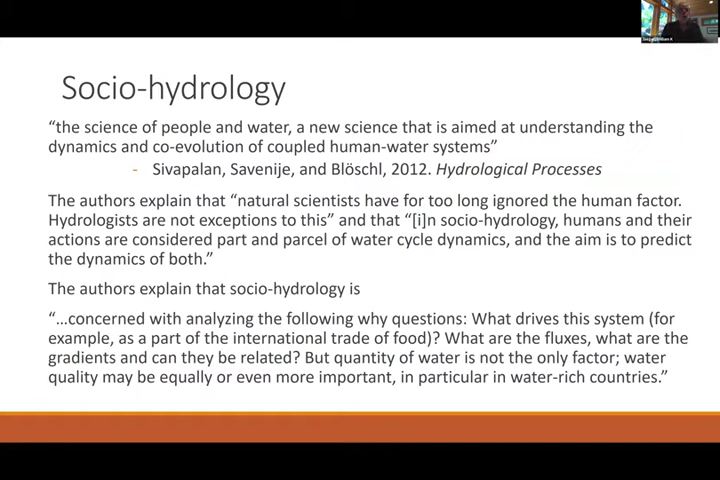 Socio-hydrology
“the science of people and water, a new science that is aimed at understanding the
dynamics and co-evolution of coupled human-water systems”
- Sivapalan, Savenije, and Blöschl, 2012. Hydrological Processes
The authors explain that “natural scientists have for too long ignored the human factor.
Hydrologists are not exceptions to this” and that “[i]n socio-hydrology, humans and their
actions are considered part and parcel of water cycle dynamics, and the aim is to predict
the dynamics of both.”
The authors explain that socio-hydrology is
“…concerned with analyzing the following why questions: What drives this system (for
example, as a part of the international trade of food)? What are the fluxes, what are the
gradients and can they be related? But quantity of water is not the only factor; water
quality may be equally or even more important, in particular in water-rich countries.”